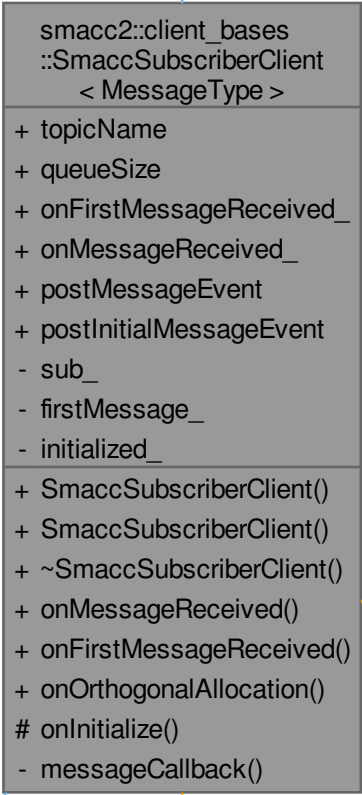 smacc2::client_bases
::SmaccSubscriberClient
< MessageType >
+ topicName
+ queueSize
+ onFirstMessageReceived_
+ onMessageReceived_
+ postMessageEvent
+ postInitialMessageEvent
- sub_
- firstMessage_
- initialized_
+ SmaccSubscriberClient()
+ SmaccSubscriberClient()
+ ~SmaccSubscriberClient()
+ onMessageReceived()
+ onFirstMessageReceived()
+ onOrthogonalAllocation()
# onInitialize()
- messageCallback()